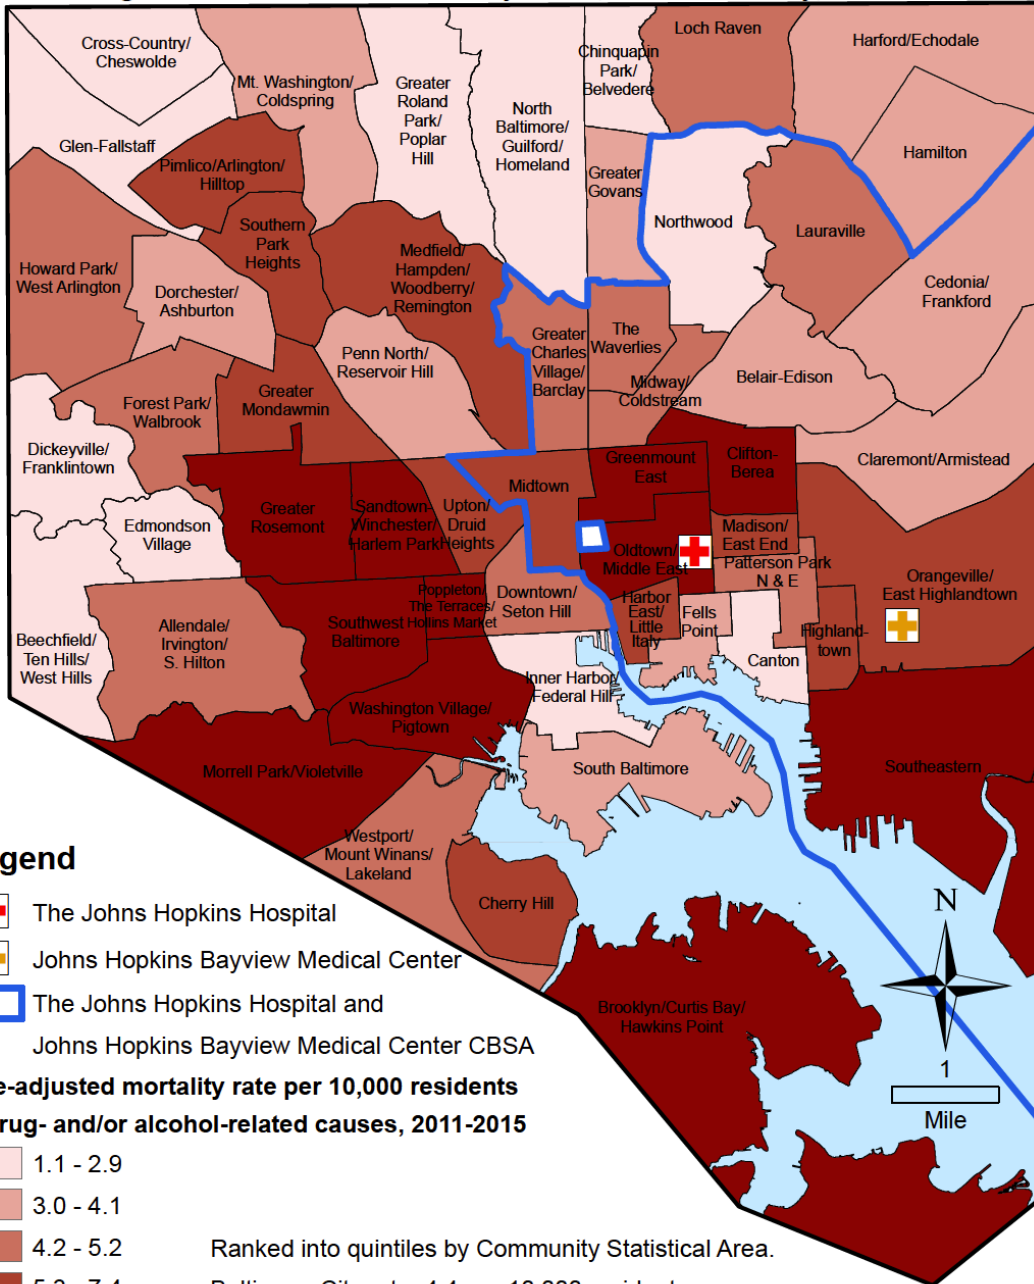 Cross-Country/
Cheswolde
Mt. Washington/
Coldspring
Greater
Roland
Park/
Poplar
Hill
North
Baltimore/
Guilford/
Homeland
Chinquapin
Park/
Belvedere
Loch Raven
Harford/Echodale
Glen-Fallstaff
Pimlico/Arlington/
Hilltop
Greater
Govans
Hamilton
Northwood
Lauraville
Southern
Park
Heights
Medfield/
Hampden/
Woodberry/
Remington
Howard Park/
West Arlington
Dorchester/
Ashburton
Cedonia/
Frankford
Penn North/
Reservoir Hill
Greater
Charles
Village/
Barclay
The
Waverlies
Midway/
Coldstream
Belair-Edison
Greater
Mondawmin
Forest Park/
Walbrook
Dickeyville/
Franklintown
Greenmount
East
Clifton-
Berea
Claremont/Armistead
Midtown
Edmondson
Village
Greater
Rosemont
Sandtown-
Winchester/
Harlem Park
Upton/
Druid
Heights
Oldtown/
Middle East
Madison/
East End
Patterson Park
N & E
Orangeville/
East Highlandtown
Poppleton/
The Terraces/
Hollins Market
Downtown/
Seton Hill
Harbor
East/
Little
Italy
Fells
Point
Highland-
town
Canton
Beechfield/
Ten Hills/
West Hills
Allendale/
Irvington/
S. Hilton
Southwest
Baltimore
Inner Harbor/
Federal Hill
Washington Village/
Pigtown
Morrell Park/Violetville
South Baltimore
Southeastern
Westport/
Mount Winans/
Lakeland
Cherry Hill
Brooklyn/Curtis Bay/
Hawkins Point
N
1
Mile
gend
The Johns Hopkins Hospital
Johns Hopkins Bayview Medical Center
The Johns Hopkins Hospital and
Johns Hopkins Bayview Medical Center CBSA
e-adjusted mortality rate per 10,000 residents
rug- and/or alcohol-related causes, 2011-2015
1.1 - 2.9
3.0 - 4.1
4.2 - 5.2
Ranked into quintiles by Community Statistical Area.